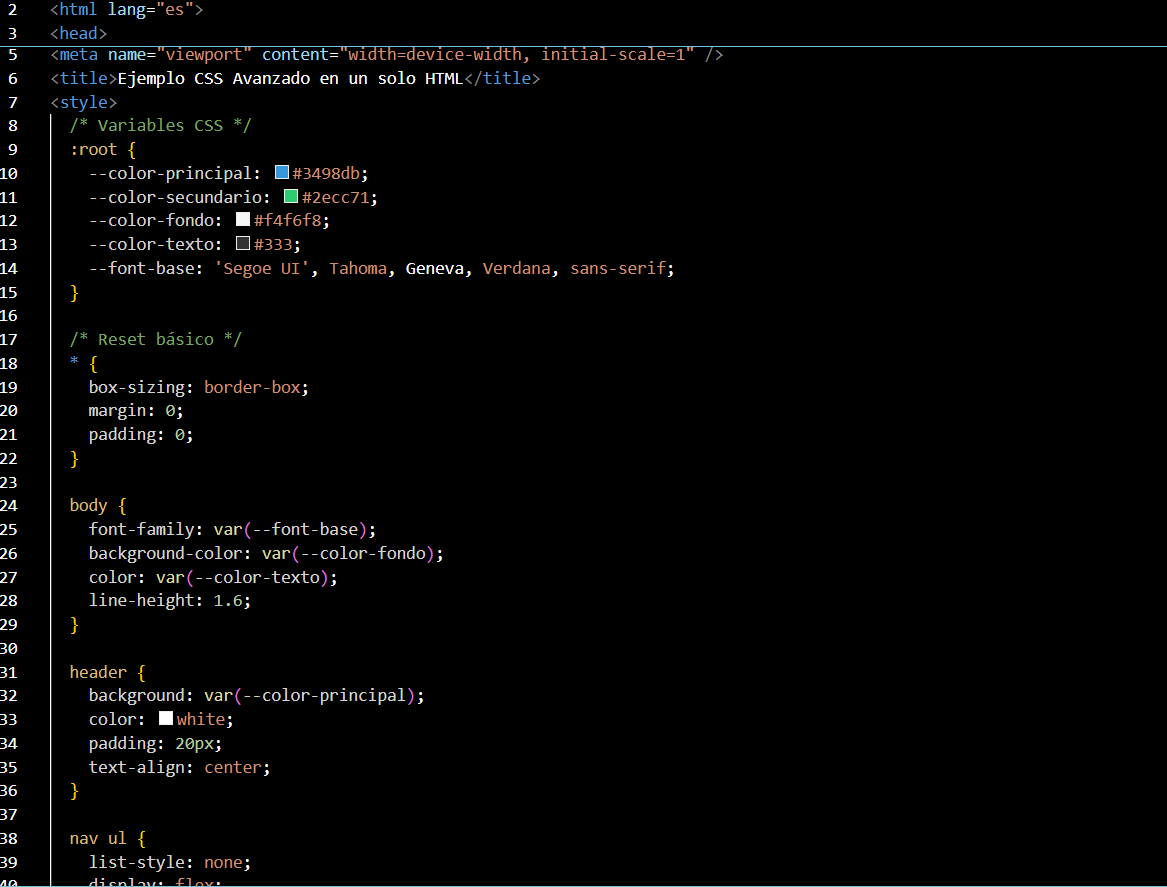 2 <html lang="es">
3 <head>
5 <meta name="viewport" content="width=device-width, initial-scale=1" />
6 <title>Ejemplo CSS Avanzado en un solo HTML</title>
7 <style>
8 /* Variables CSS */
9 :root {
10 --color-principal: #3498db;
11 --color-secundario: #2ecc71;
12 --color-fondo: #f4f6f8;
13 --color-texto: #333;
14 --font-base: 'Segoe UI', Tahoma, Geneva, Verdana, sans-serif;
15 }
16
17 /* Reset básico */
18 * {
19 box-sizing: border-box;
20 margin: 0;
21 padding: 0;
22 }
23
24 body {
25 font-family: var(--font-base);
26 background-color: var(--color-fondo);
27 color: var(--color-texto);
28 line-height: 1.6;
29 }
30
31 header {
32 background: var(--color-principal);
33 color: white;
34 padding: 20px;
35 text-align: center;
36 }
37
38 nav ul {
39 list-style: none;
40 display: flex;